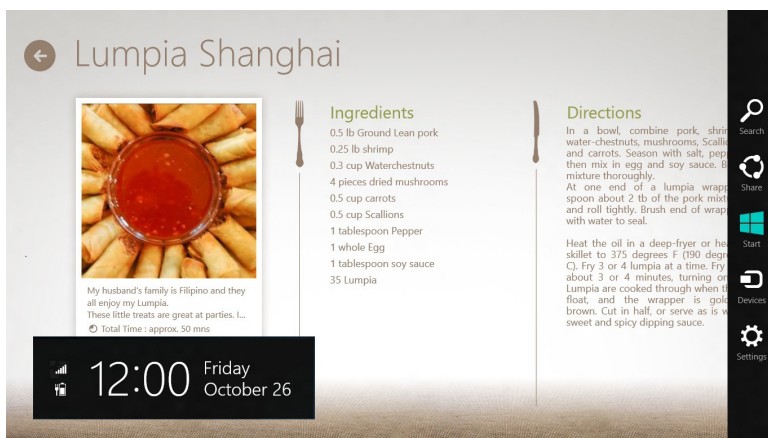 Lumpia Shanghai
My husband's family is Filipino and they
all enjoy my Lumpia.
These little treats are great at parties. I...
Total Time : approx. 50 mns
Ingredients
0.5 lb Ground Lean pork
0.25 lb shrimp
0.3 cup Waterchestnuts
4 pieces dried mushrooms
0.5 cup carrots
0.5 cup Scallions
1 tablespoon Pepper
1 whole Egg
1 tablespoon soy sauce
35 Lumpia
Directions
In a bowl, combine pork,
water-chestnuts, mushrooms,
and carrots. Season with salt,
then mix in egg and soy sauce.
mixture thoroughly.
At one end of a lumpia
spoon about 2 tb of the pork
and roll tightly. Brush end of
with water to seal.
Heat the oil in a deep-fryer or
skillet to 375 degrees F (190
C). Fry 3 or 4 lumpia at a time. Fry
about 3 or 4 minutes, turning
Lumpia are cooked through when
float, and the wrapper is
brown. Cut in half, or serve as is
sweet and spicy dipping sauce.
Search
Share
Start
Devices
Settings
12:00
Friday
October 26